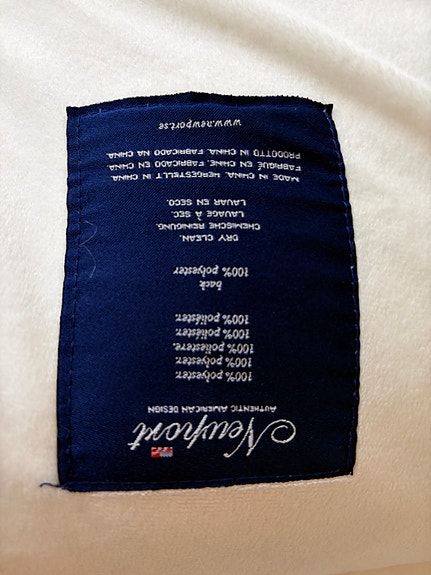 Newport
AUTHENTIC AMERICAN DESIGN
100% polyester.
100% polyester.
100% poliestere.
100% poliéster.
100% poliéster.
back
100% polyester
DRY CLEAN.
CHEMISCHE REINIGUNG.
LAVAGE À SEC.
LAVAR EN SECO.
MADE IN CHINA. HERGESTELLT IN CHINA.
FABRIQUÉ EN CHINE. FABRICADO EN CHINA.
PRODOTTO IN CHINA. FABRICADO NA CHINA.
www.newport.se